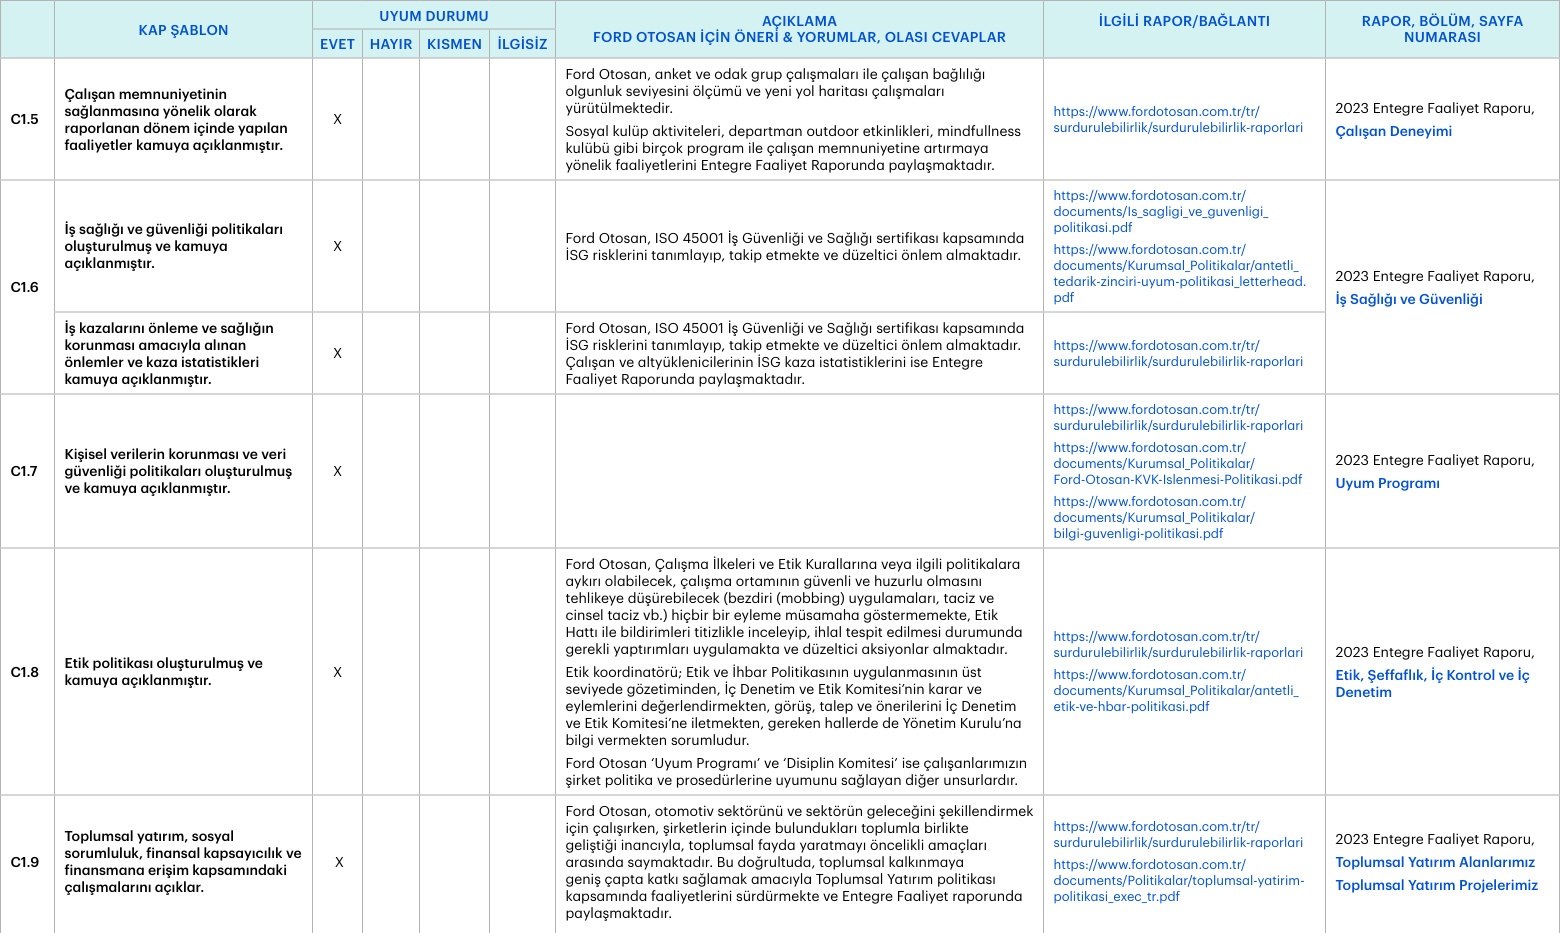 KAP ŞABLON
UYUM DURUMU
EVET
HAYIR
KISMEN
İLGİSİZ
AÇIKLAMA
FORD OTOSAN İÇİN ÖNERİ & YORUMLAR, OLASI CEVAPLAR
İLGİLİ RAPOR/BAĞLANTI
RAPOR, BÖLÜM, SAYFA
NUMARASI
C1.5
Çalışan memnuniyetinin
sağlanmasına yönelik olarak
raporlanan dönem içinde yapılan
faaliyetler kamuya açıklanmıştır.
X
Ford Otosan, anket ve odak grup çalışmaları ile çalışan bağlılığı
olgunluk seviyesini ölçümü ve yeni yol haritası çalışmaları
yürütülmektedir.
Sosyal kulüp aktiviteleri, departman outdoor etkinlikleri, mindfullness
kulübü gibi birçok program ile çalışan memnuniyetine artırmaya
yönelik faaliyetlerini Entegre Faaliyet Raporunda paylaşmaktadır.
https://www.fordotosan.com.tr/tr/
surdurulebilirlik/surdurulebilirlik-raporlari
2023 Entegre Faaliyet Raporu,
Çalışan Deneyimi
C1.6
İş sağlığı ve güvenliği politikaları
oluşturulmuş ve kamuya
açıklanmıştır.
X
Ford Otosan, ISO 45001 İş Güvenliği ve Sağlığı sertifikası kapsamında
İSG risklerini tanımlayıp, takip etmekte ve düzeltici önlem almaktadır.
https://www.fordotosan.com.tr/
documents/Is_sagligi_ve_guvenligi_
politikasi.pdf
https://www.fordotosan.com.tr/
documents/Kurumsal_Politikalar/antetli_
tedarik-zinciri-uyum-politikasi_letterhead.
pdf
2023 Entegre Faaliyet Raporu,
İş Sağlığı ve Güvenliği
İş kazalarını önleme ve sağlığın
korunması amacıyla alınan
önlemler ve kaza istatistikleri
kamuya açıklanmıştır.
X
Ford Otosan, ISO 45001 İş Güvenliği ve Sağlığı sertifikası kapsamında
İSG risklerini tanımlayıp, takip etmekte ve düzeltici önlem almaktadır.
Çalışan ve altyüklenicilerinin İSG kaza istatistiklerini ise Entegre
Faaliyet Raporunda paylaşmaktadır.
https://www.fordotosan.com.tr/tr/
surdurulebilirlik/surdurulebilirlik-raporlari
C1.7
Kişisel verilerin korunması ve veri
güvenliği politikaları oluşturulmuş
ve kamuya açıklanmıştır.
X
https://www.fordotosan.com.tr/tr/
surdurulebilirlik/surdurulebilirlik-raporlari
https://www.fordotosan.com.tr/
documents/Kurumsal_Politikalar/
Ford-Otosan-KVK-Islenmesi-Politikasi.pdf
https://www.fordotosan.com.tr/
documents/Kurumsal_Politikalar/
bilgi-guvenligi-politikasi.pdf
2023 Entegre Faaliyet Raporu,
Uyum Programı
C1.8
Etik politikası oluşturulmuş ve
kamuya açıklanmıştır.
X
Ford Otosan, Çalışma İlkeleri ve Etik Kurallarına veya ilgili politikalara
aykırı olabilecek, çalışma ortamının güvenli ve huzurlu olmasını
tehlikeye düşürebilecek (bezdiri (mobbing) uygulamaları, taciz ve
cinsel taciz vb.) hiçbir bir eyleme müsamaha göstermemekte, Etik
Hattı ile bildirimleri titizlikle inceleyip, ihlal tespit edilmesi durumunda
gerekli yaptırımları uygulamakta ve düzeltici aksiyonlar almaktadır.
Etik koordinatörü; Etik ve İhbar Politikasının uygulanmasının üst
seviyede gözetiminden, İç Denetim ve Etik Komitesi’nin karar ve
eylemlerini değerlendirmekten, görüş, talep ve önerilerini İç Denetim
ve Etik Komitesi’ne iletmekten, gereken hallerde de Yönetim Kurulu’na
bilgi vermekten sorumludur.
Ford Otosan ‘Uyum Programı’ ve ‘Disiplin Komitesi’ ise çalışanlarımızın
şirket politika ve prosedürlerine uyumunu sağlayan diğer unsurlardır.
https://www.fordotosan.com.tr/tr/
surdurulebilirlik/surdurulebilirlik-raporlari
https://www.fordotosan.com.tr/
documents/Kurumsal_Politikalar/antetli_
etik-ve-hbar-politikasi.pdf
2023 Entegre Faaliyet Raporu,
Etik, Şeffaflık, İç Kontrol ve İç
Denetim
C1.9
Toplumsal yatırım, sosyal
sorumluluk, finansal kapsayıcılık ve
finansmana erişim kapsamındaki
çalışmalarını açıklar.
X
Ford Otosan, otomotiv sektörünü ve sektörün geleceğini şekillendirmek
için çalışırken, şirketlerin içinde bulundukları toplumla birlikte
geliştiği inancıyla, toplumsal fayda yaratmayı öncelikli amaçları
arasında saymaktadır. Bu doğrultuda, toplumsal kalkınmaya
geniş çapta katkı sağlamak amacıyla Toplumsal Yatırım politikası
kapsamında faaliyetlerini sürdürmekte ve Entegre Faaliyet raporunda
paylaşmaktadır.
https://www.fordotosan.com.tr/tr/
surdurulebilirlik/surdurulebilirlik-raporlari
https://www.fordotosan.com.tr/
documents/Politikalar/toplumsal-yatirim-
politikasi_exec_tr.pdf
2023 Entegre Faaliyet Raporu,
Toplumsal Yatırım Alanlarımız
Toplumsal Yatırım Projelerimiz